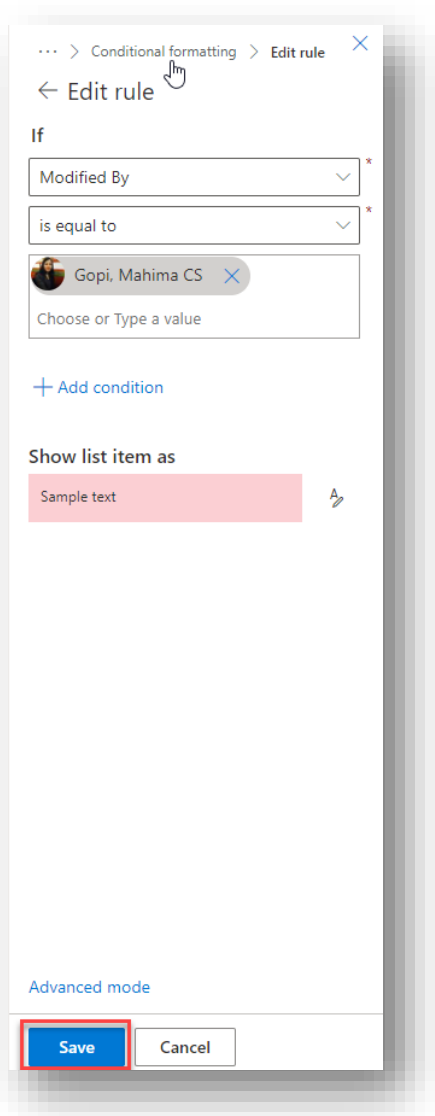 ··· > Conditional formatting > Edit rule
Edit rule
If
Modified By
*
is equal to
*
Gopi, Mahima CS
Choose or Type a value
Add condition
Show list item as
Sample text
Advanced mode
Save Cancel